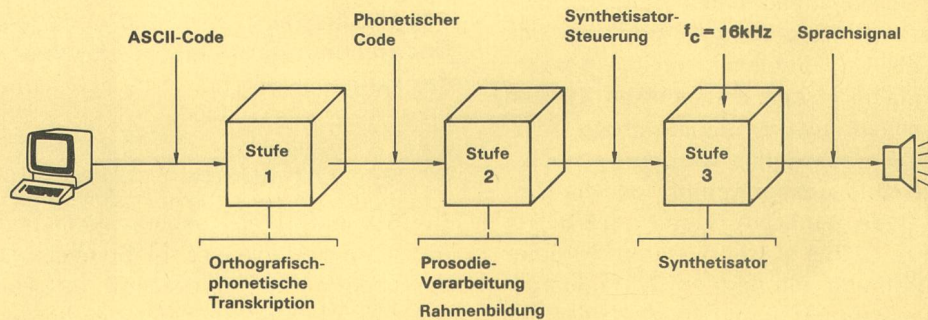 ASCII-Code
Phonetischer
Code
Synthetisator-
Steuerung
fc = 16kHz
Sprachsignal
Stufe
1
Stufe
2
Stufe
3
Orthografisch-
phonetische
Transkription
Prosodie-
Verarbeitung
Rahmenbildung
Synthetisator